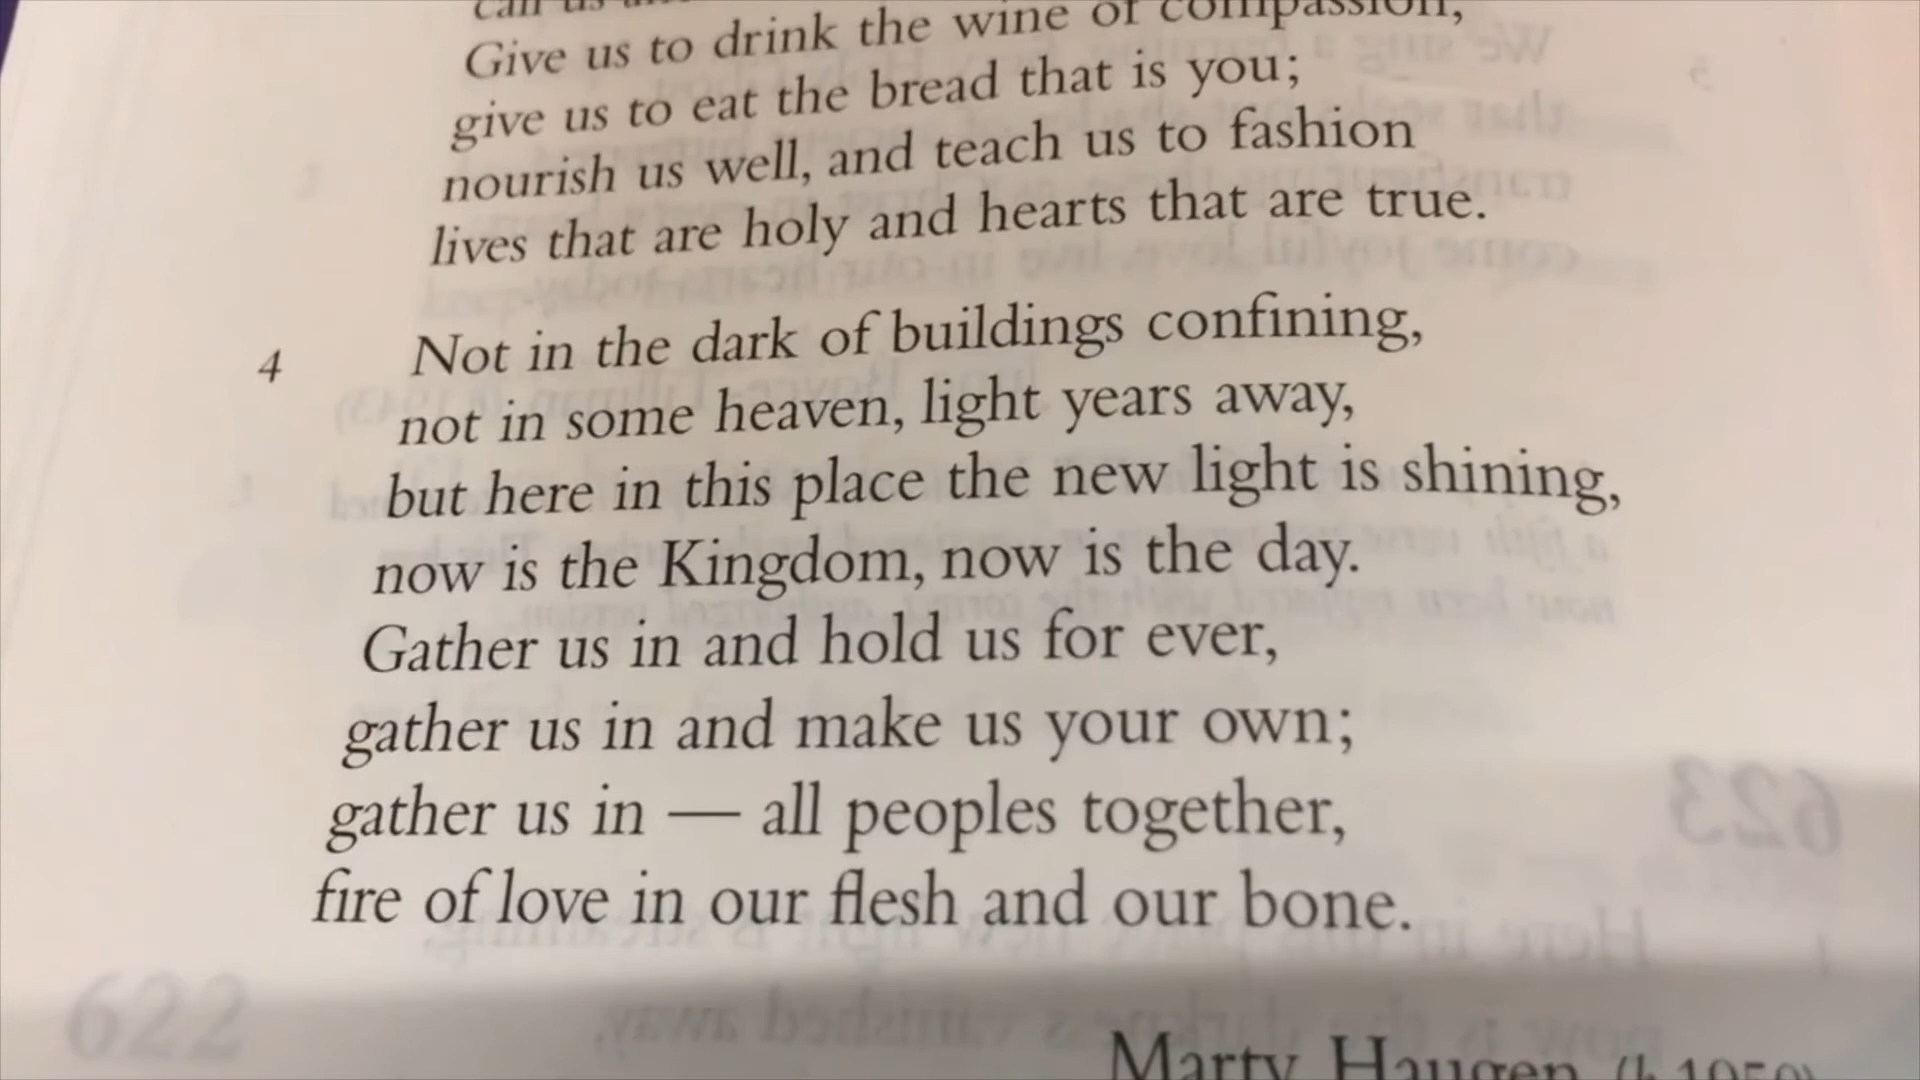 Give us to drink the wine of compassion,
give us to eat the bread that is you;
nourish us well, and teach us to fashion
lives that are holy and hearts that are true.
4
Not in the dark of buildings confining,
not in some heaven, light years away,
but here in this place the new light is shining,
now is the Kingdom, now is the day.
Gather us in and hold us for ever,
gather us in and make us your own;
gather us in — all peoples together,
fire of love in our flesh and our bone.
622
623
Marty Haugen (b.1950)